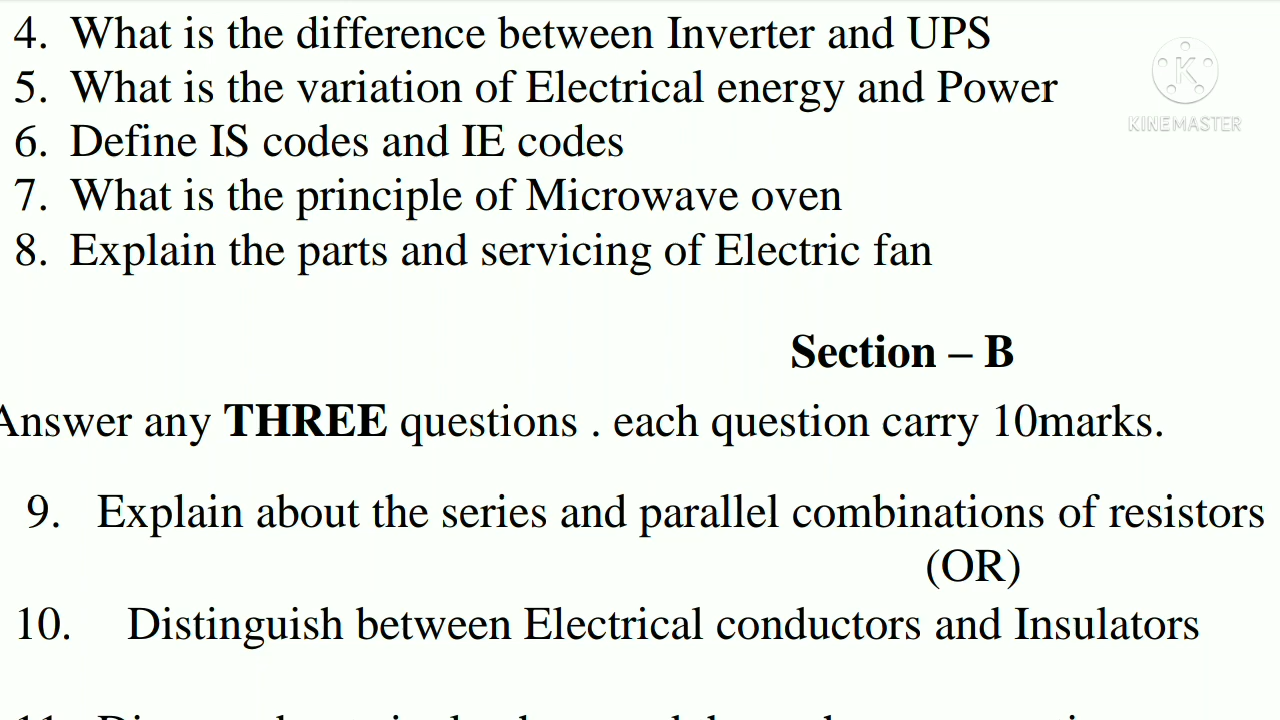 4. What is the difference between Inverter and UPS
5. What is the variation of Electrical energy and Power
KINEMASTER
6. Define IS codes and IE codes
7. What is the principle of Microwave oven
8. Explain the parts and servicing of Electric fan
Section – B
Answer any THREE questions . each question carry 10marks.
9. Explain about the series and parallel combinations of resistors
(OR)
10. Distinguish between Electrical conductors and Insulators